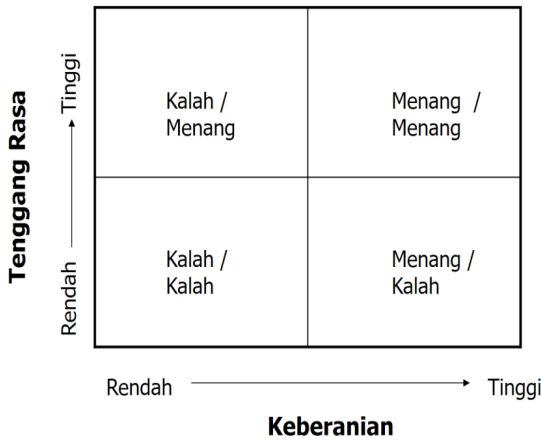 Tenggang Rasa
Tinggi
Rendah
Kalah /
Menang
Menang /
Menang
Kalah /
Kalah
Menang /
Kalah
Rendah
Tinggi
Keberanian